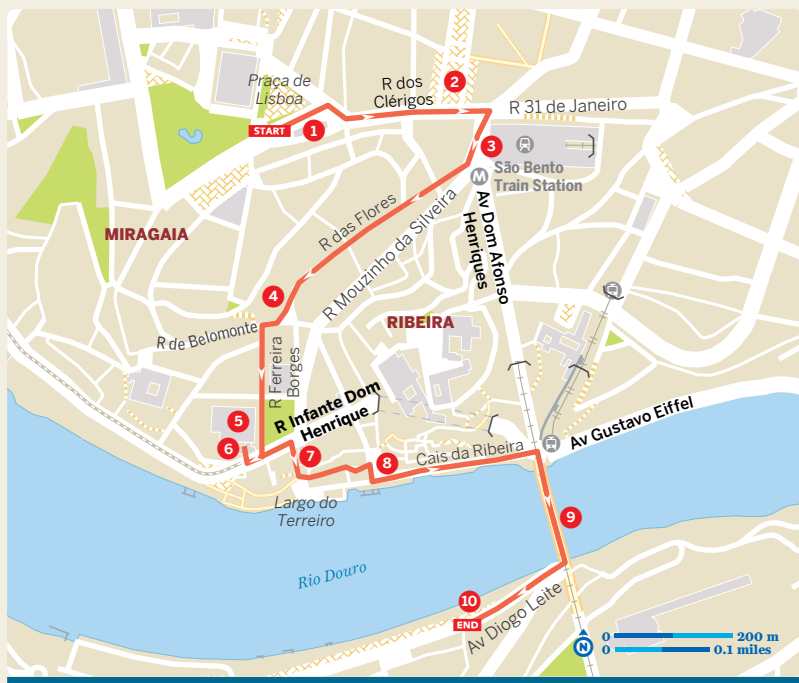 Praça de
Lisboa
R dos
Clérigos
2
R 31 de Janeiro
START
1
3
M
São Bento
Train Station
MIRAGAIA
R das Flores
R Mouzinho da Silveira
Av Dom Afonso
Henriques
4
R de Belomonte
RIBEIRA
R Ferreira
Borges
R Infante Dom
Henrique
5
6
7
8
Cais da Ribeira
Av Gustavo Eiffel
Largo do
Terreiro
9
Rio Douro
10
END
Av Diogo Leite
N
0 200 m
0 0.1 miles